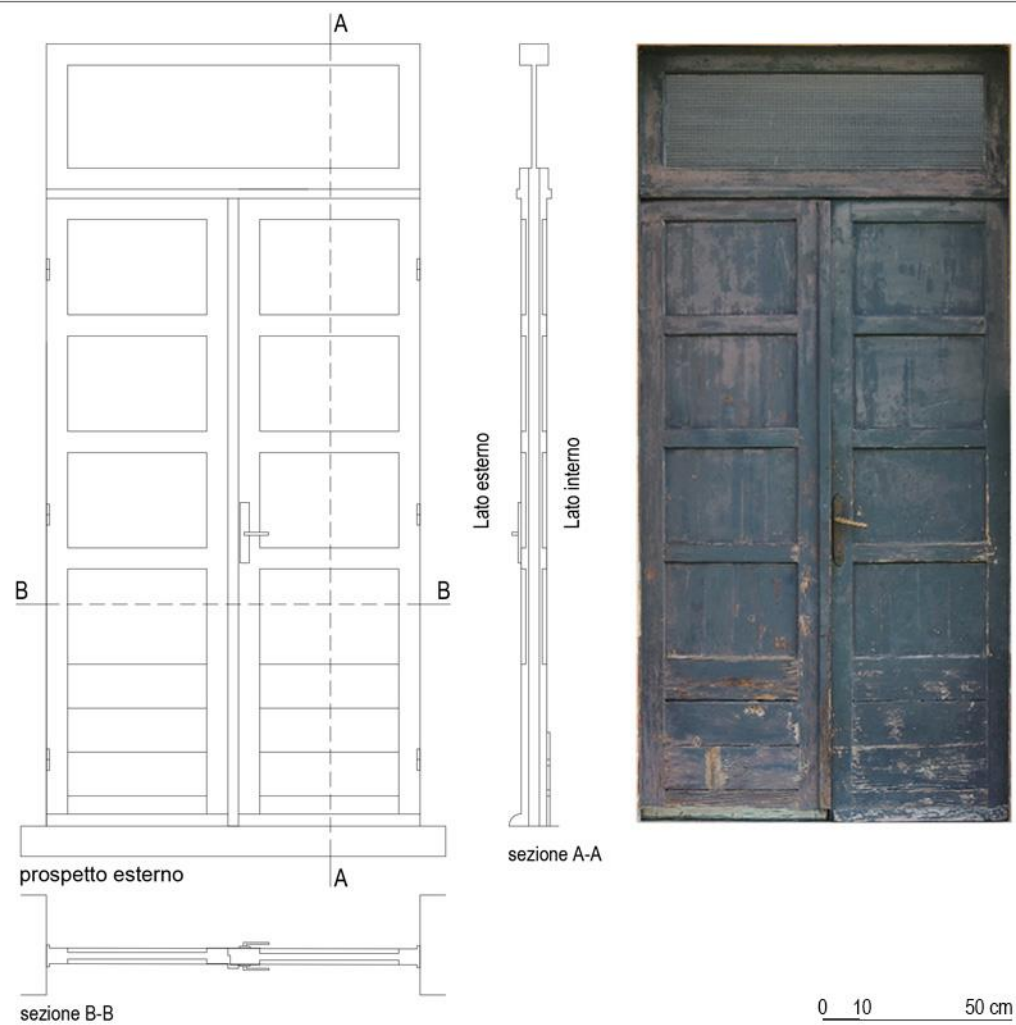 A
Lato esterno
Lato interno
B
B
sezione A-A
prospetto esterno
A
sezione B-B
0 10 50 cm